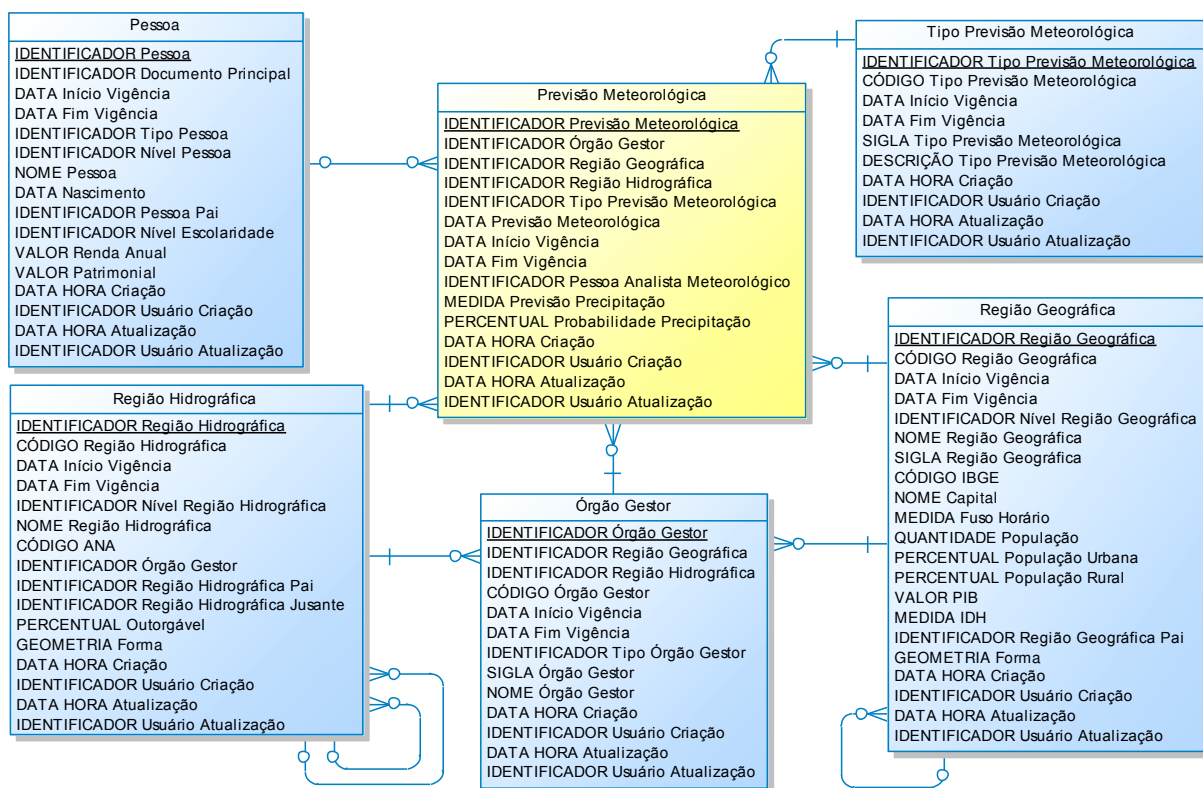 Pessoa
IDENTIFICADOR Pessoa
IDENTIFICADOR Documento Principal
DATA Início Vigência
DATA Fim Vigência
IDENTIFICADOR Tipo Pessoa
IDENTIFICADOR Nível Pessoa
NOME Pessoa
DATA Nascimento
IDENTIFICADOR Pessoa Pai
IDENTIFICADOR Nível Escolaridade
VALOR Renda Anual
VALOR Patrimonial
DATA HORA Criação
IDENTIFICADOR Usuário Criação
DATA HORA Atualização
IDENTIFICADOR Usuário Atualização
Previsão Meteorológica
IDENTIFICADOR Previsão Meteorológica
IDENTIFICADOR Órgão Gestor
IDENTIFICADOR Região Geográfica
IDENTIFICADOR Região Hidrográfica
IDENTIFICADOR Tipo Previsão Meteorológica
DATA Previsão Meteorológica
DATA Início Vigência
DATA Fim Vigência
IDENTIFICADOR Pessoa Analista Meteorológico
MEDIDA Previsão Precipitação
PERCENTUAL Probabilidade Precipitação
DATA HORA Criação
IDENTIFICADOR Usuário Criação
DATA HORA Atualização
IDENTIFICADOR Usuário Atualização
Tipo Previsão Meteorológica
IDENTIFICADOR Tipo Previsão Meteorológica
CÓDIGO Tipo Previsão Meteorológica
DATA Início Vigência
DATA Fim Vigência
SIGLA Tipo Previsão Meteorológica
DESCRIÇÃO Tipo Previsão Meteorológica
DATA HORA Criação
IDENTIFICADOR Usuário Criação
DATA HORA Atualização
IDENTIFICADOR Usuário Atualização
Região Hidrográfica
IDENTIFICADOR Região Hidrográfica
CÓDIGO Região Hidrográfica
DATA Início Vigência
DATA Fim Vigência
IDENTIFICADOR Nível Região Hidrográfica
NOME Região Hidrográfica
CÓDIGO ANA
IDENTIFICADOR Órgão Gestor
IDENTIFICADOR Região Hidrográfica Pai
IDENTIFICADOR Região Hidrográfica Jusante
PERCENTUAL Outorgável
GEOMETRIA Forma
DATA HORA Criação
IDENTIFICADOR Usuário Criação
DATA HORA Atualização
IDENTIFICADOR Usuário Atualização
Órgão Gestor
IDENTIFICADOR Órgão Gestor
IDENTIFICADOR Região Geográfica
IDENTIFICADOR Região Hidrográfica
CÓDIGO Órgão Gestor
DATA Início Vigência
DATA Fim Vigência
IDENTIFICADOR Tipo Órgão Gestor
SIGLA Órgão Gestor
NOME Órgão Gestor
DATA HORA Criação
IDENTIFICADOR Usuário Criação
DATA HORA Atualização
IDENTIFICADOR Usuário Atualização
Região Geográfica
IDENTIFICADOR Região Geográfica
CÓDIGO Região Geográfica
DATA Início Vigência
DATA Fim Vigência
IDENTIFICADOR Nível Região Geográfica
NOME Região Geográfica
SIGLA Região Geográfica
CÓDIGO IBGE
NOME Capital
MEDIDA Fuso Horário
QUANTIDADE População
PERCENTUAL População Urbana
PERCENTUAL População Rural
VALOR PIB
MEDIDA IDH
IDENTIFICADOR Região Geográfica Pai
GEOMETRIA Forma
DATA HORA Criação
IDENTIFICADOR Usuário Criação
DATA HORA Atualização
IDENTIFICADOR Usuário Atualização